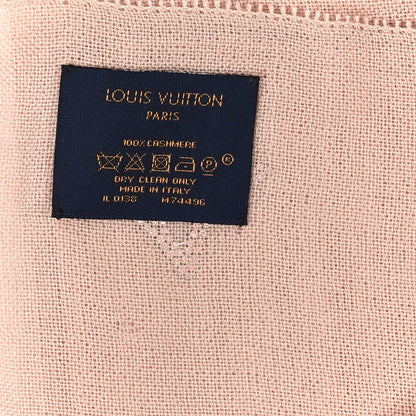 LOUIS VUITTON
PARIS
100% CASHMERE
P P
DRY CLEAN ONLY
MADE IN ITALY
IL 0138 M74496